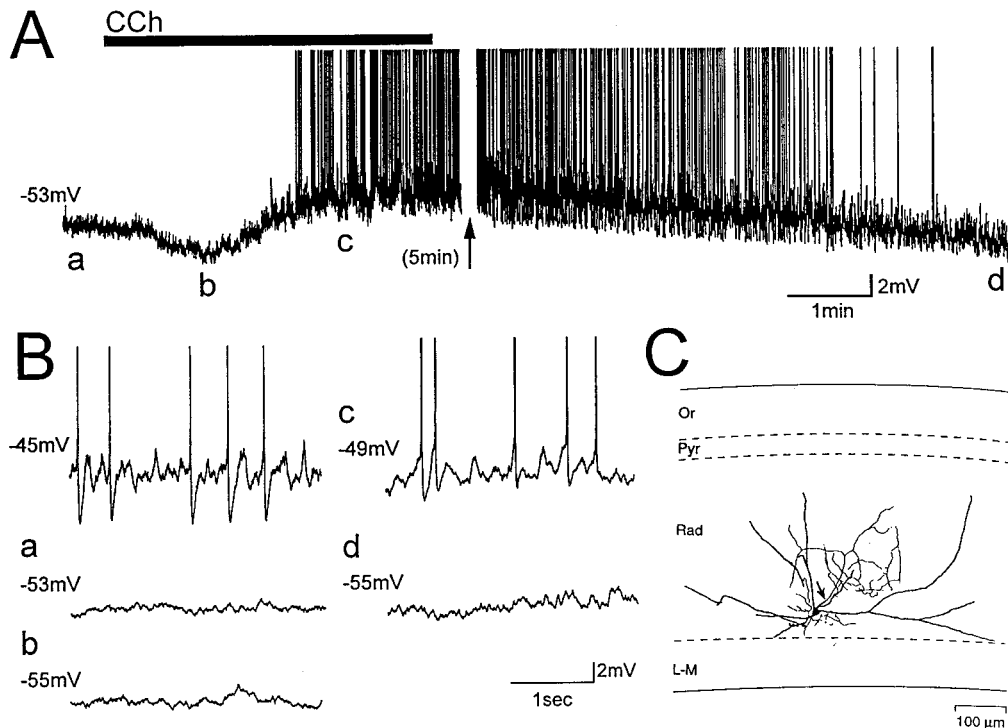 A
CCh
-53mV
a
b
c
(5min)
d
2mV
1min
B
-45mV
c
-49mV
a
-53mV
d
-55mV
b
-55mV
2mV
1sec
C
Or
Pyr
Rad
L-M
100 µm